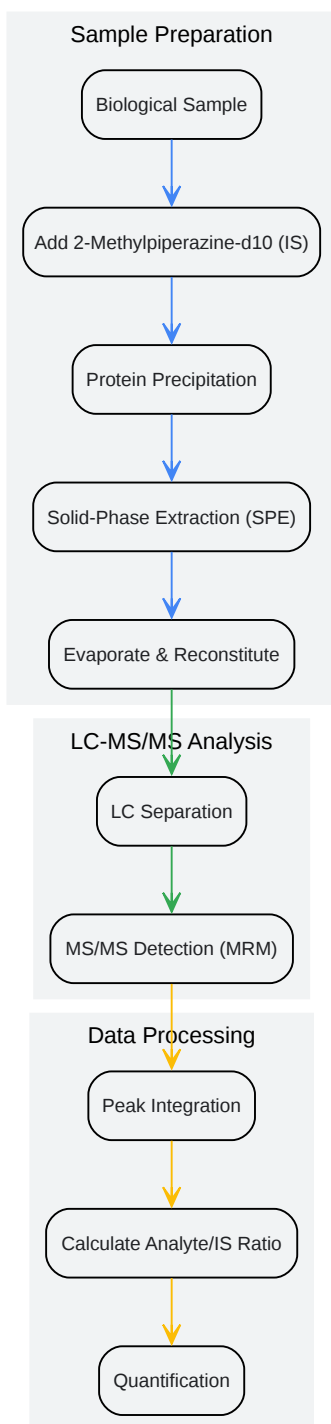 Sample Preparation
Biological Sample
Add 2-Methylpiperazine-d10 (IS)
Protein Precipitation
Solid-Phase Extraction (SPE)
Evaporate & Reconstitute
LC-MS/MS Analysis
LC Separation
MS/MS Detection (MRM)
Data Processing
Peak Integration
Calculate Analyte/IS Ratio
Quantification